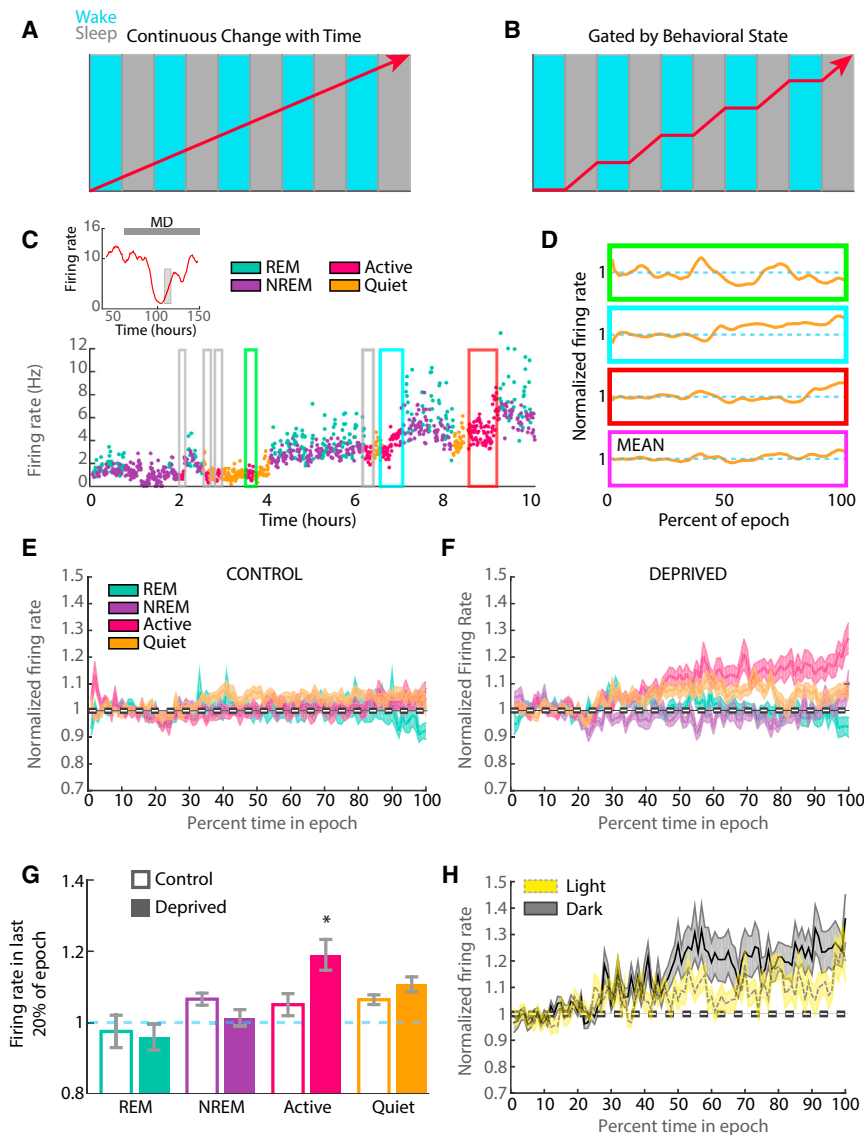 Wake
Sleep
A
Continuous Change with Time
B
Gated by Behavioral State
C
MD
16
10
0
Firing rate
50 100 150
Time (hours)
REM
NREM
Active
Quiet
12
10
8
6
4
2
0
Firing rate (Hz)
0 2 4 6 8 10
Time (hours)
D
Normalized firing rate
1
1
1
MEAN
1
0 50 100
Percent of epoch
E
CONTROL
REM
NREM
Active
Quiet
1.5
1.4
1.3
1.2
1.1
1
0.9
0.8
0.7
Normalized firing rate
0 10 20 30 40 50 60 70 80 90 100
Percent time in epoch
F
DEPRIVED
1.5
1.4
1.3
1.2
1.1
1
0.9
0.8
0.7
Normalized Firing Rate
0 10 20 30 40 50 60 70 80 90 100
Percent time in epoch
G
Control
Deprived
*
1.4
1.2
1
0.8
Firing rate in last
20% of epoch
REM NREM Active Quiet
H
Light
Dark
1.5
1.4
1.3
1.2
1.1
1
0.9
0.8
0.7
Normalized firing rate
0 10 20 30 40 50 60 70 80 90 100
Percent time in epoch